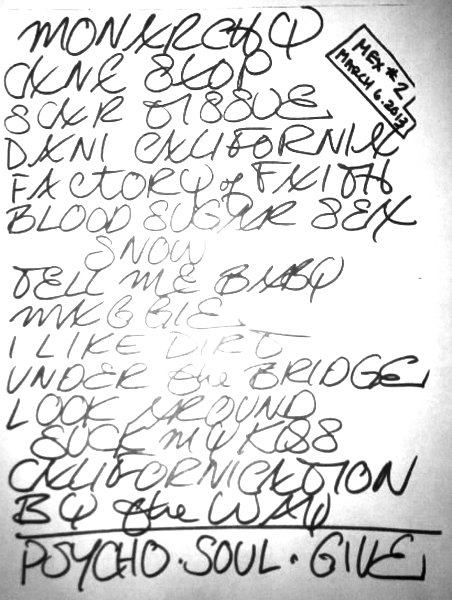 MONARCHY
MEX #2
MARCH 6.2013
CANT STOP
SCAR TISSUE
DANI CALIFORNIA
FACTORY of FAITH
BLOOD SUGAR SEX
SNOW
TELL ME BABY
MAGGIE
I LIKE DIRT
UNDER the BRIDGE
LOOK AROUND
SUCK MY KISS
CALIFORNICATION
BY the WAY
PSYCHO. SOUL. GIVE